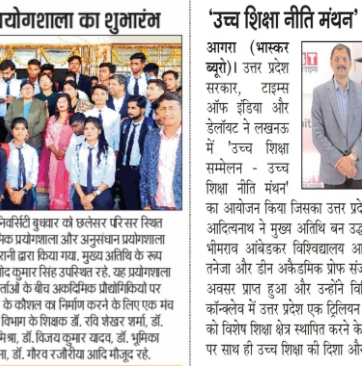 योगशाला का शुभारंभ
निवर्सिटी बुधवार को छलेसर परिसर स्थित
मिक प्रयोगशाला और अनुसंधान प्रयोगशाला
रानी द्वारा किया गया। मुख्य अतिथि के रूप
नोद कुमार सिंह उपस्थित रहे। यह प्रयोगशाला
र्ताओं के बीच अकादमिक प्रौद्योगिकियों पर
के कौशल का निर्माण करने के लिए एक मंच
विभाग के शिक्षक डॉ. रवि शेखर शर्मा, डॉ.
मिश्रा, डॉ. विजय कुमार यादव, डॉ. भूमिका
ना, डॉ. गौरव रजौरीया आदि मौजूद रहे.
'उच्च शिक्षा नीति मंथन'
आगरा (भास्कर
ब्यूरो)। उत्तर प्रदेश
सरकार, टाइम्स
ऑफ इंडिया और
डेलॉयट ने लखनऊ
में 'उच्च शिक्षा
सम्मेलन - उच्च
शिक्षा नीति मंथन'
का आयोजन किया जिसका उत्तर प्रदे
आदित्यनाथ ने मुख्य अतिथि बन उद्ध
भीमराव आंबेडकर विश्वविद्यालय आ
तनेजा और डीन अकैडमिक प्रोफ संज
अवसर प्राप्त हुआ और उन्होंने विभि
कॉन्क्लेव में उत्तर प्रदेश एक ट्रिलियन
को विशेष शिक्षा क्षेत्र स्थापित करने के
पर साथ ही उच्च शिक्षा की दिशा और